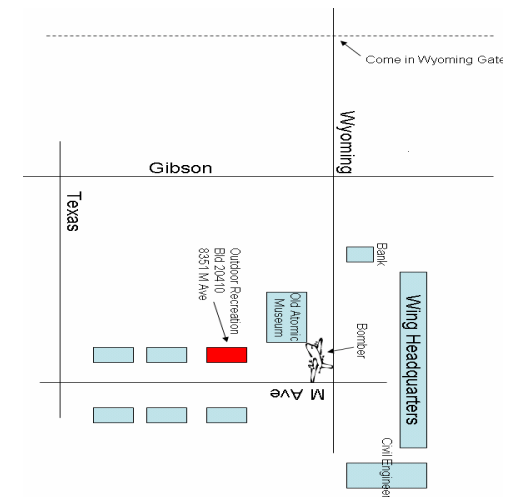 Come in Wyoming Gate
Wyoming
Gibson
Texas
Outdoor Recreation
Bld 20410
8351 M Ave
Bank
Old Atomic
Museum
Bomber
Wing Headquarters
M Ave
Civil Engineer